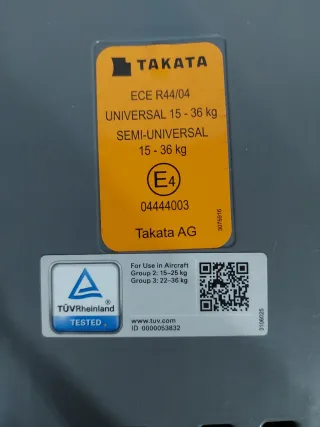 TAKATA
ECE R44/04
UNIVERSAL 15 - 36 kg
SEMI-UNIVERSAL
15 - 36 kg
E4
04444003
Takata AG
3075916
For Use in Aircraft
Group 2: 15-25 kg
Group 3: 22-36 kg
TÜVRheinland
TESTED
www.tuv.com
ID 0000053832
3106025